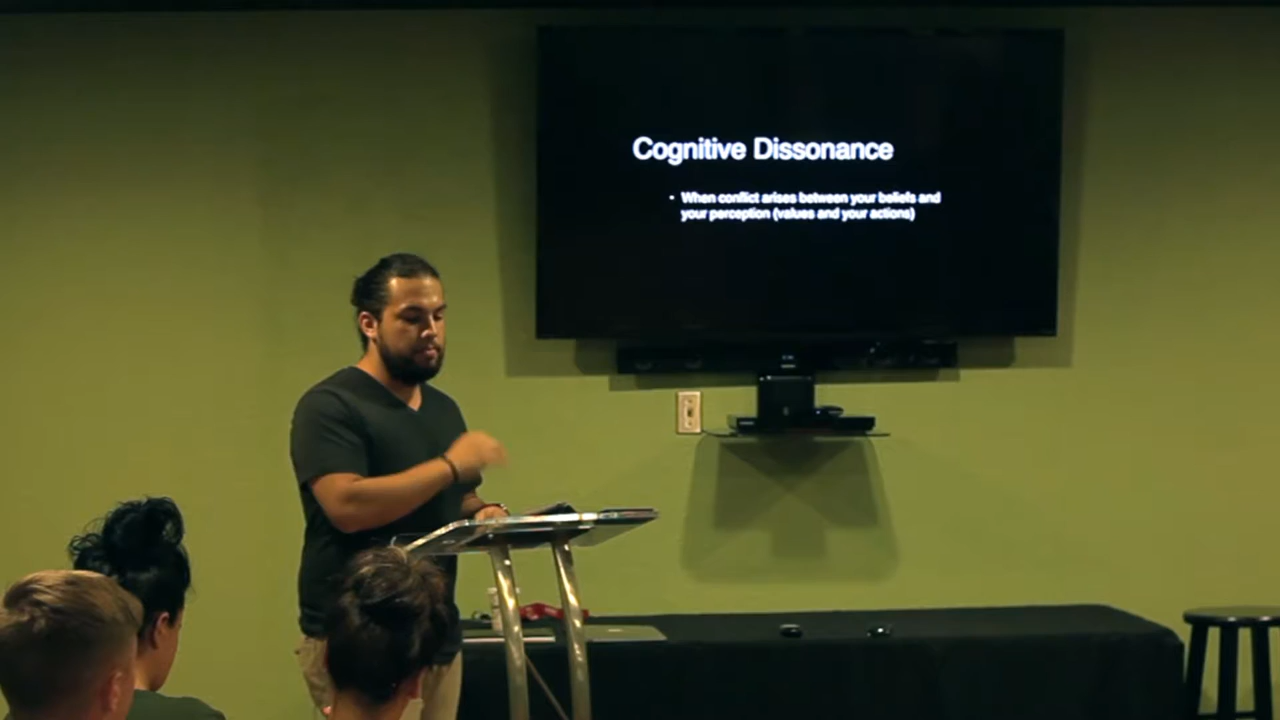 Cognitive Dissonance
• When conflict arises between your beliefs and
your perception (values and your actions)